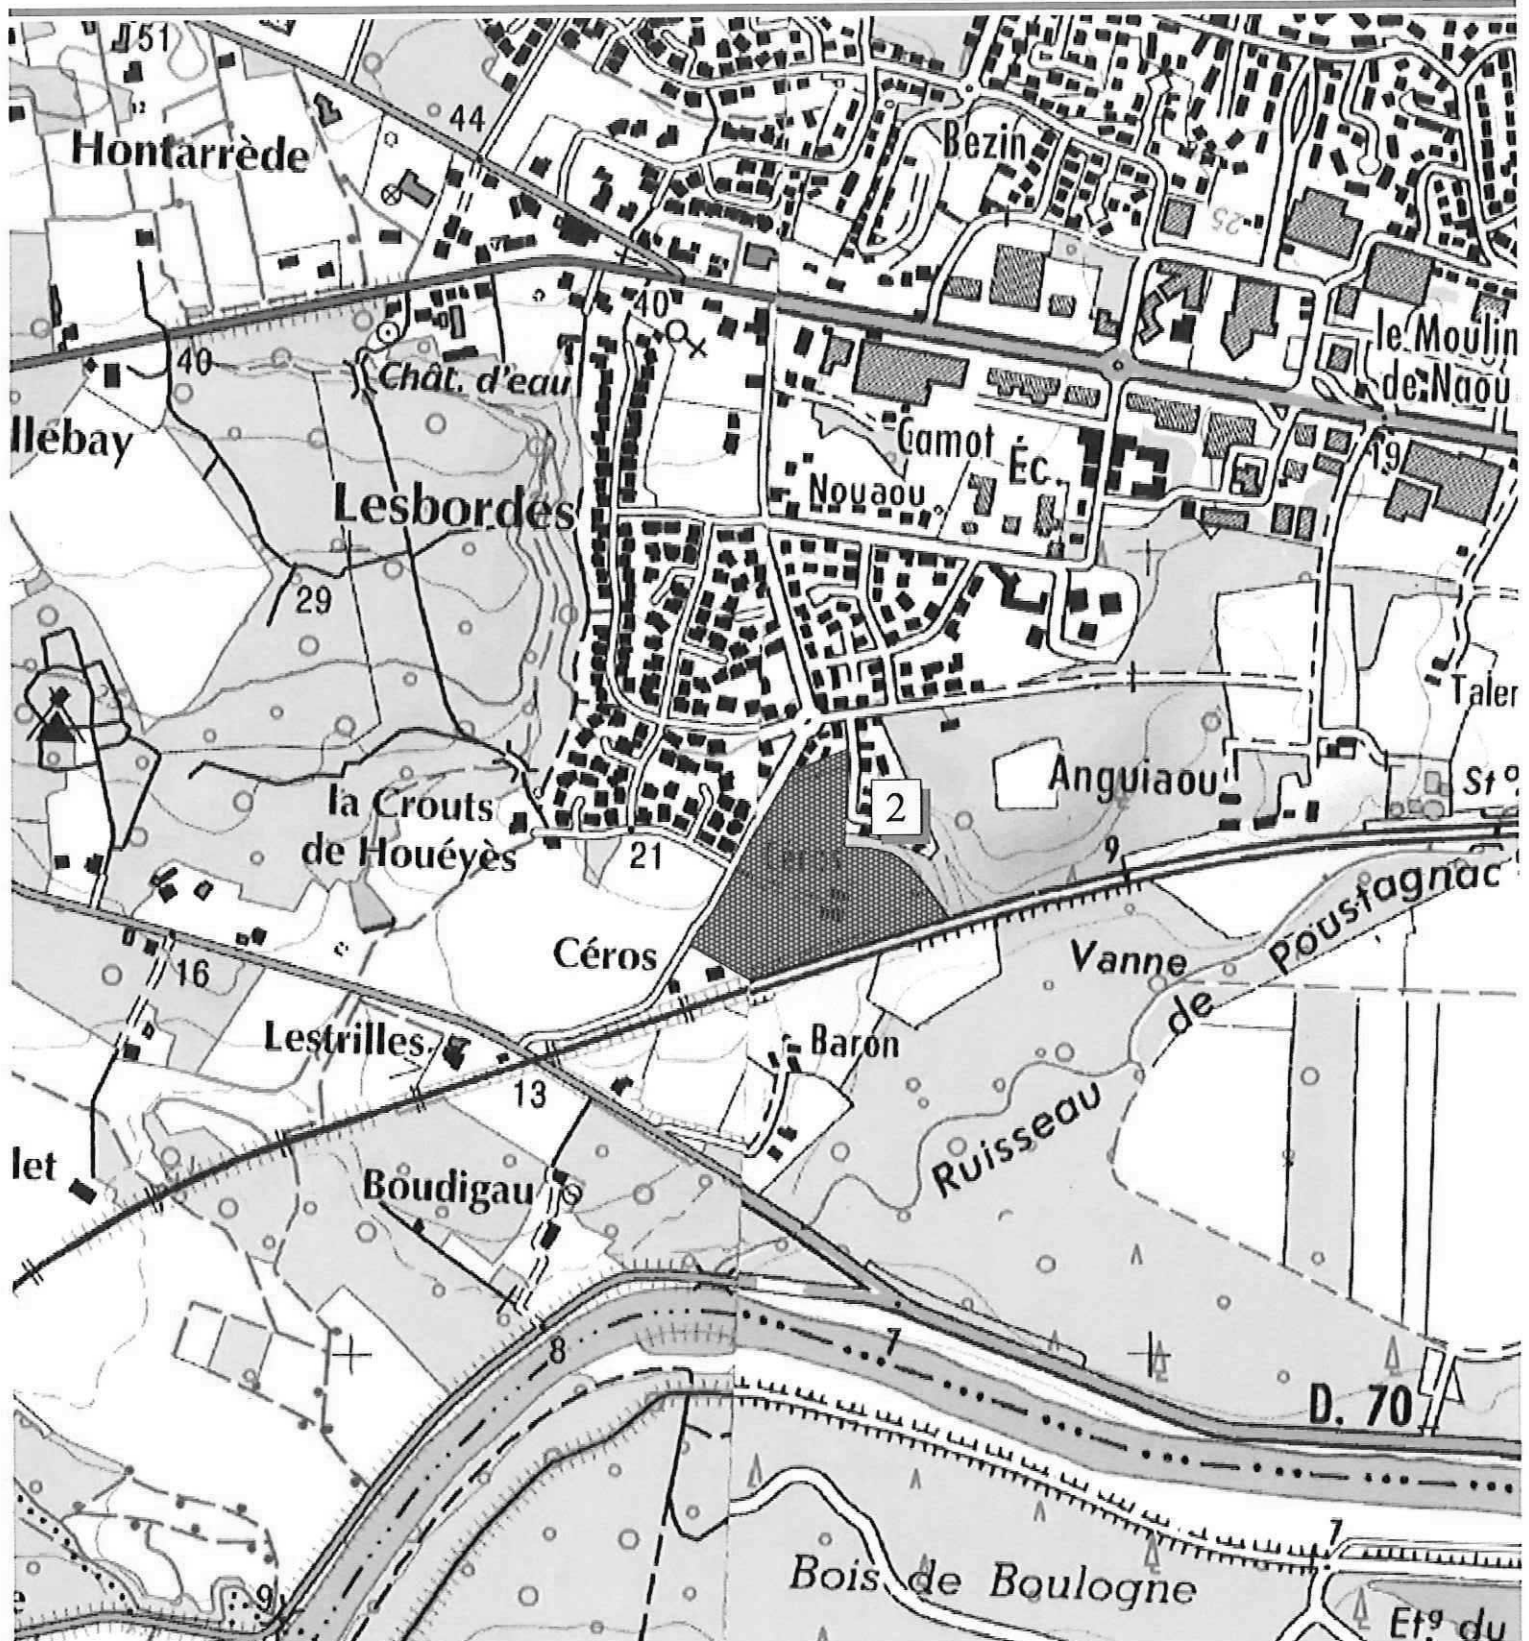 51
44
Hontarrède
Bezin
25
40
le Moulin
de Naou
40
Chât. d'eau
llebay
Gamot
Éc.
19
Nouaou
Lesbordes
29
Taler
Anguiaou
St º
2
la Crouts
de Houéyès
21
9
Poustagnac
Céros
Vanne
de
16
Lestrilles
Baron
13
Ruisseau
let
Boudigau
8
7
D. 70
7
Bois de Boulogne
9
e
Etg du